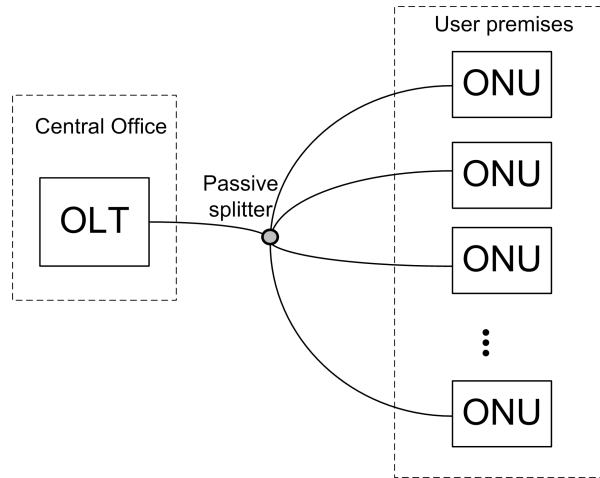 User premises
ONU
Central Office
ONU
Passive
splitter
OLT
ONU
ONU